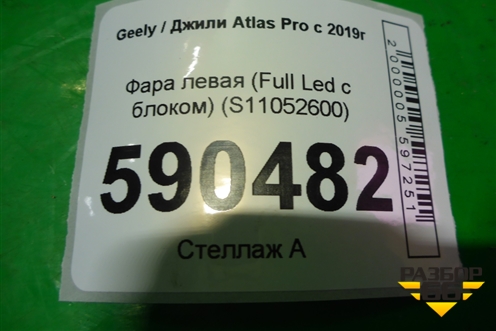 Geely / Джили Atlas Pro с 2019г
Фара левая (Full Led с
блоком) (S11052600)
590482
Стеллаж А
2000005597251
РАЗБОР